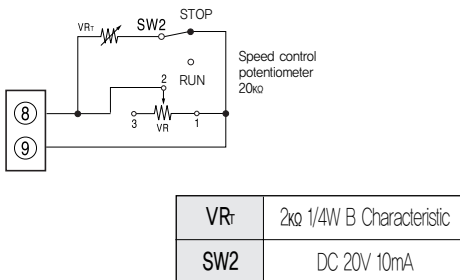 STOP
VRT SW2
RUN
Speed control
potentiometer
20kΩ
2
3 VR 1
⑧
⑨
VRT 2kΩ 1/4W B Characteristic
SW2 DC 20V 10mA